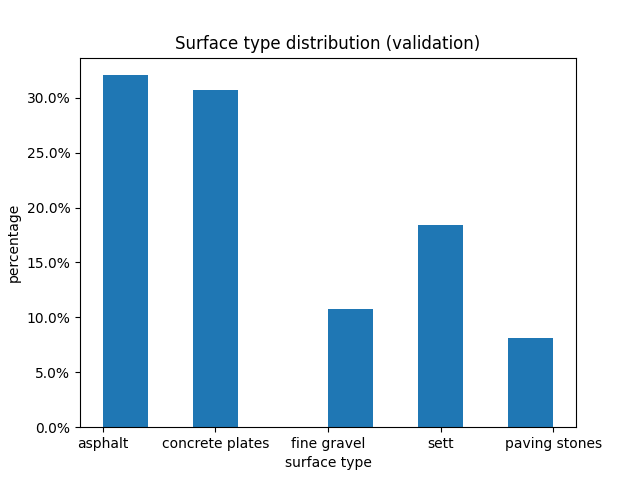 Surface type distribution (validation)
30.0%
25.0%
20.0%
15.0%
10.0%
5.0%
0.0%
percentage
asphalt concrete plates fine gravel sett paving stones
surface type